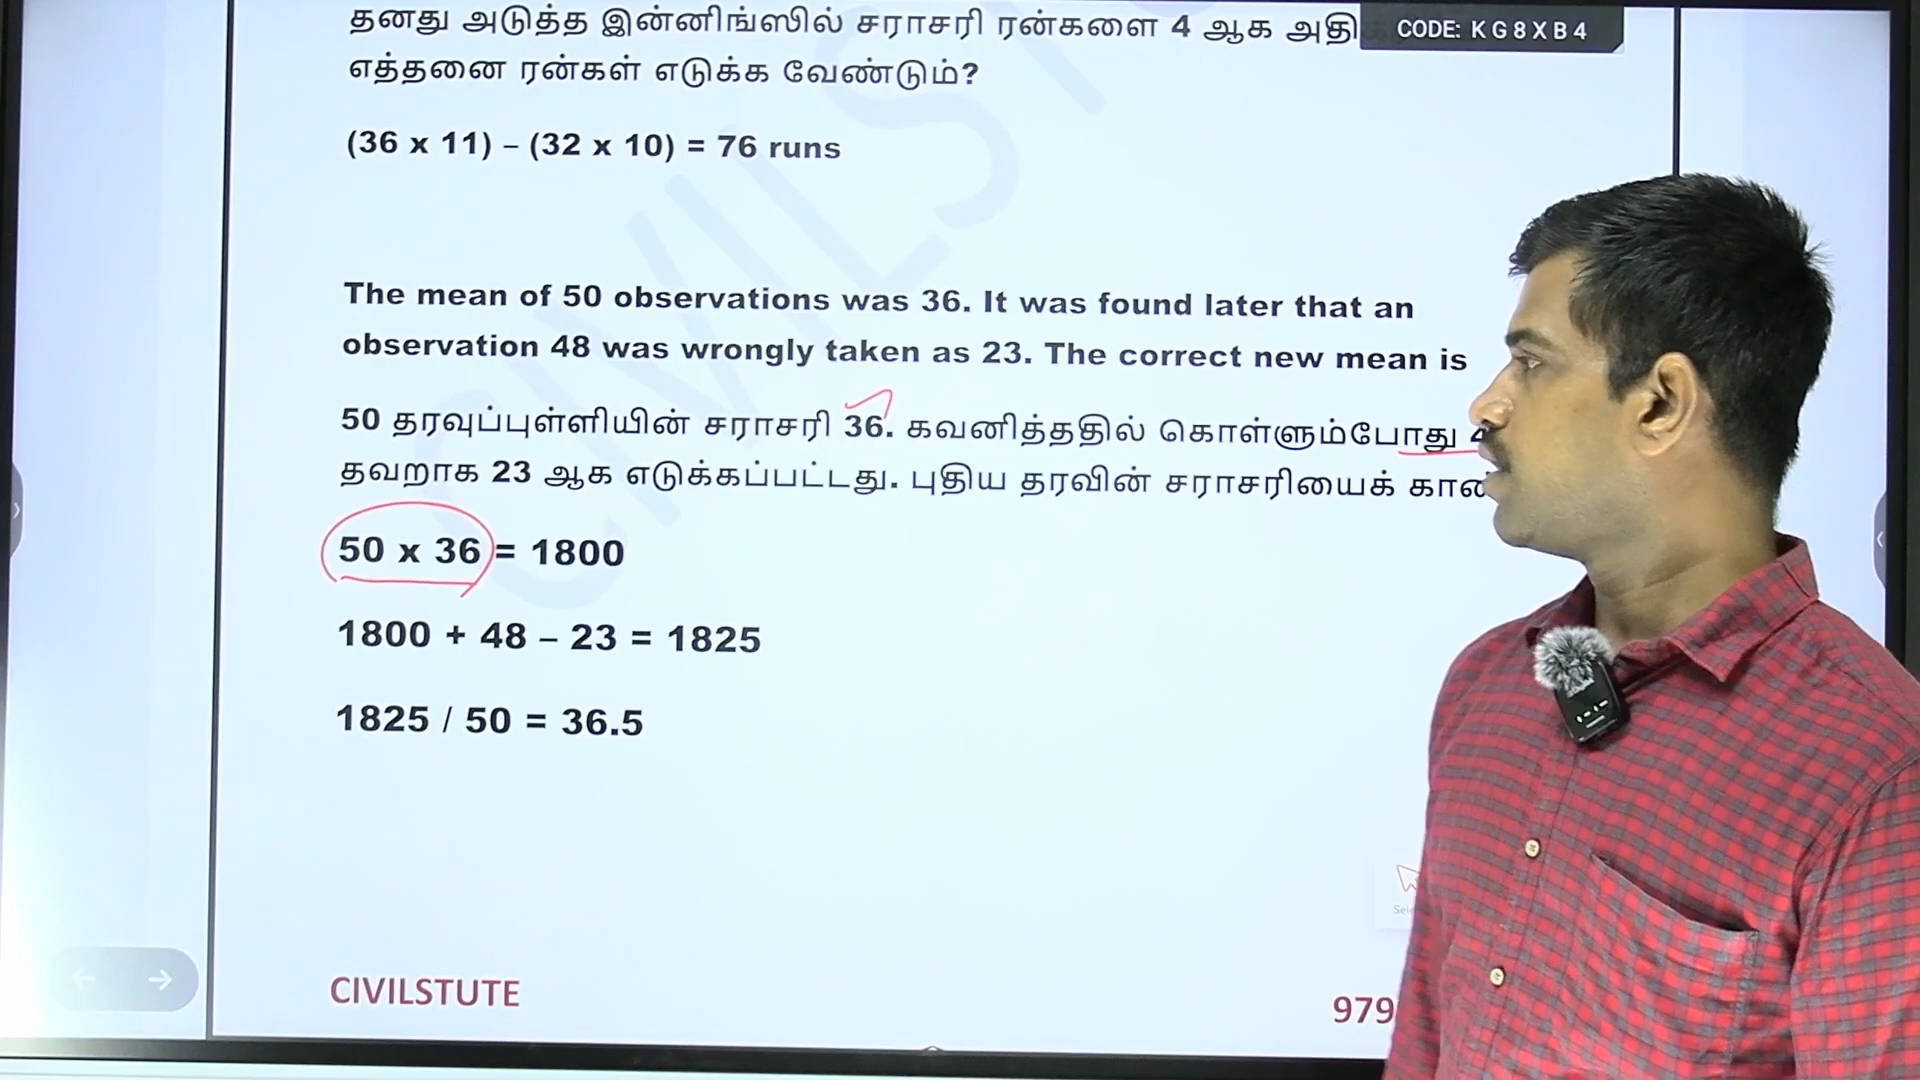 தனது அடுத்த இன்னிங்ஸில் சராசரி ரன்களை 4 ஆக
CODE: KG8XB4
எத்தனை ரன்கள் எடுக்க வேண்டும்?
(36 x 11) – (32 x 10) = 76 runs
The mean of 50 observations was 36. It was found later that an
observation 48 was wrongly taken as 23. The correct new mean is
50 தரவுப்புள்ளியின் சராசரி 36. கவனித்ததில் கொள்ளும்போது
தவறாக 23 ஆக எடுக்கப்பட்டது. புதிய தரவின் சராசரியைக்
50 x 36 = 1800
1800 + 48 – 23 = 1825
1825 / 50 = 36.5
CIVILSTUTE
979